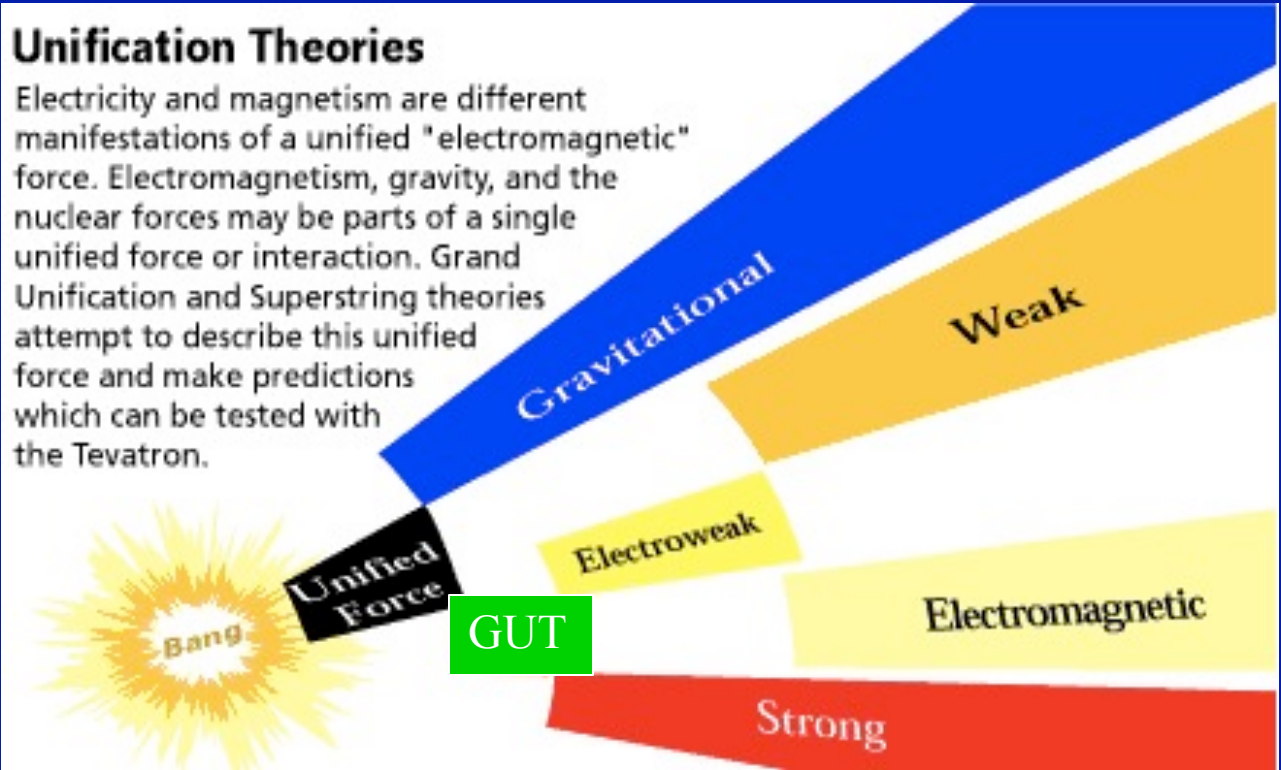 Unification Theories
Electricity and magnetism are different
manifestations of a unified "electromagnetic"
force. Electromagnetism, gravity, and the
nuclear forces may be parts of a single
unified force or interaction. Grand
Unification and Superstring theories
attempt to describe this unified
force and make predictions
which can be tested with
the Tevatron.
Gravitational
Weak
Electroweak
Unified
Force
Electromagnetic
GUT
Bang
Strong